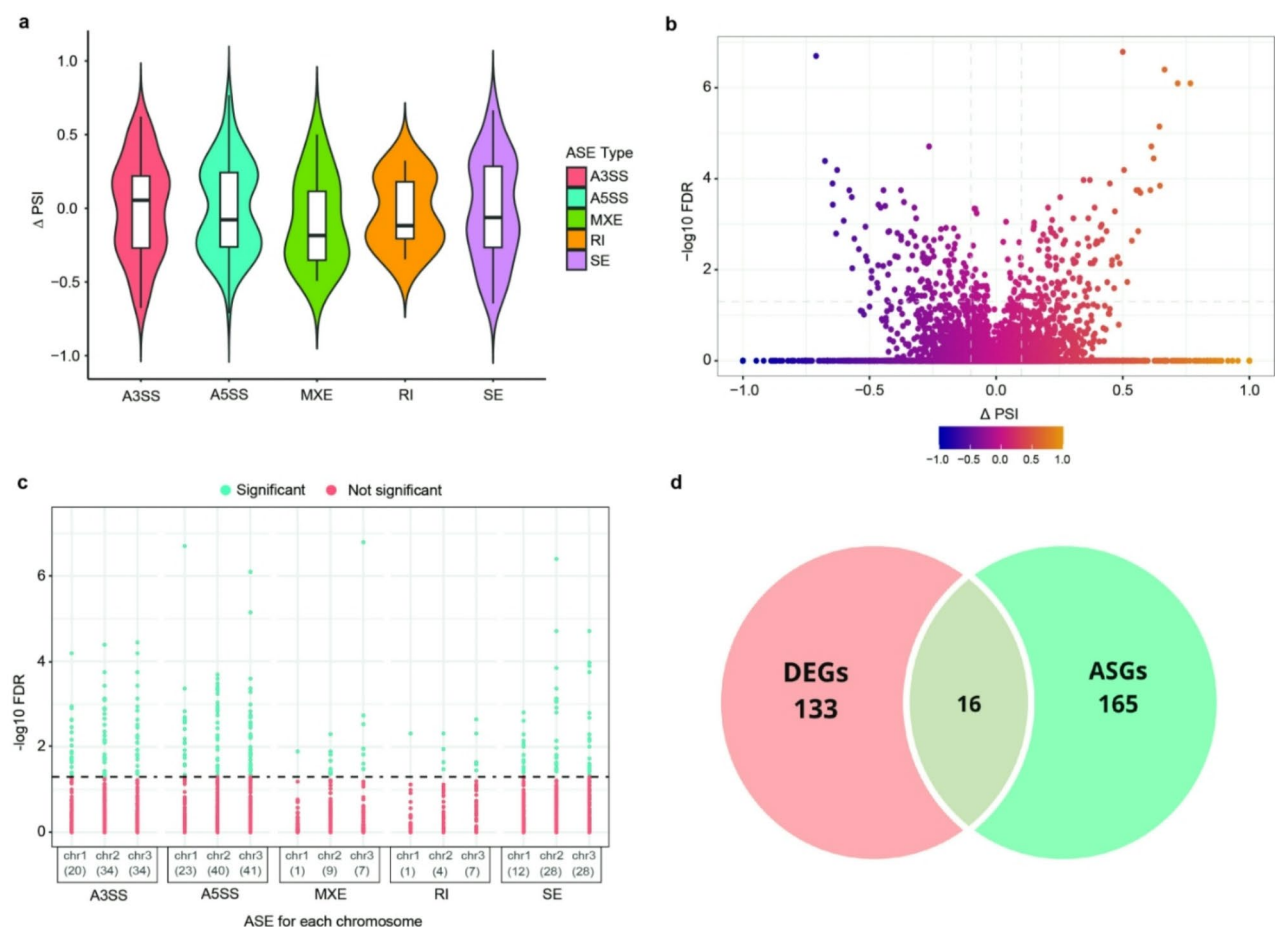 a
1.0
0.5
0.0
−0.5
−1.0
Δ PSI
A3SS A5SS MXE RI SE
ASE Type
A3SS
A5SS
MXE
RI
SE
b
6
4
2
0
−log10 FDR
−1.0 −0.5 0.0 0.5 1.0
Δ PSI
−1.0 −0.5 0.0 0.5 1.0
c
Significant Not significant
6
4
2
0
-log10 FDR
chr1 chr2 chr3 chr1 chr2 chr3 chr1 chr2 chr3 chr1 chr2 chr3 chr1 chr2 chr3
(20) (34) (34) (23) (40) (41) (1) (9) (7) (1) (4) (7) (12) (28) (28)
A3SS A5SS MXE RI SE
ASE for each chromosome
d
DEGs
133
16
ASGs
165